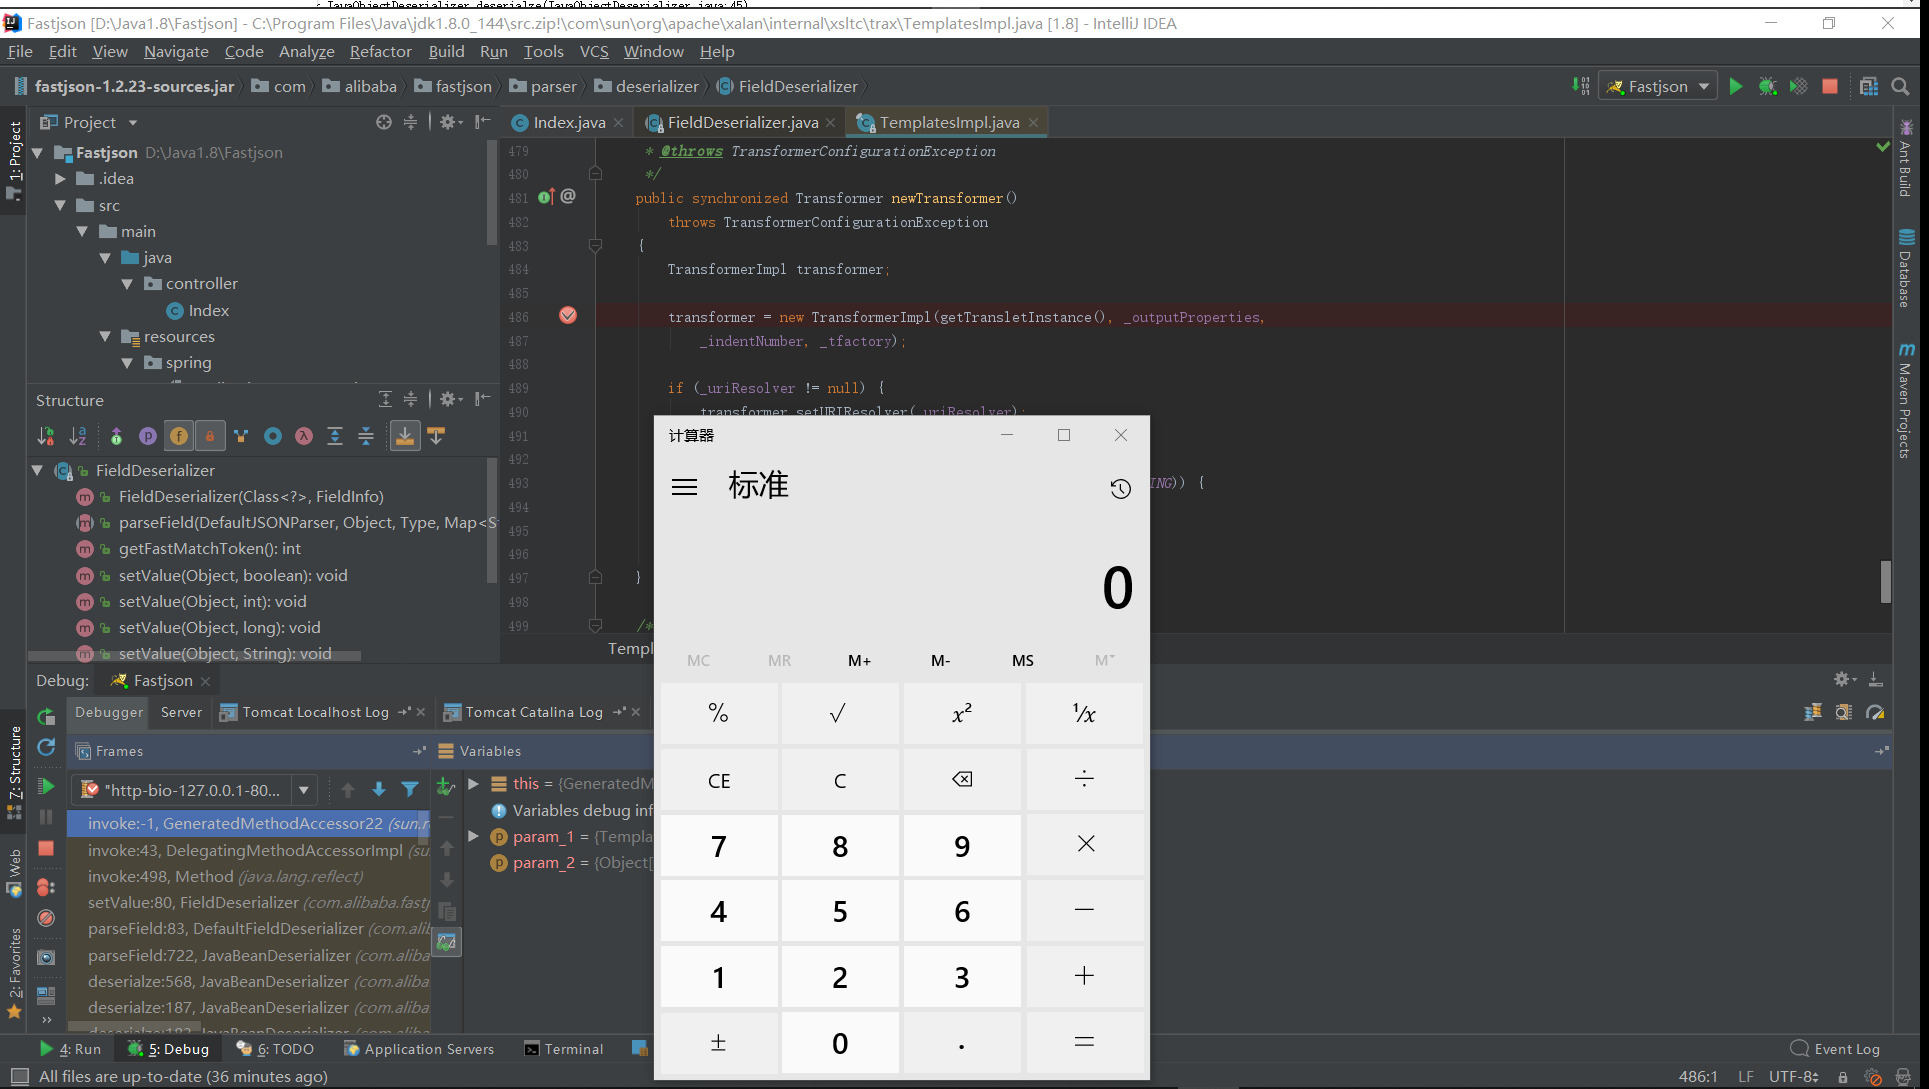 JavaObjectDeserializer.deserialze(JavaObjectDeserializer.java:45)
Fastjson [D:\Java1.8\Fastjson] - C:\Program Files\Java\jdk1.8.0_144\src.zip!\com\sun\org\apache\xalan\internal\xsltc\trax\TemplatesImpl.java [1.8] - IntelliJ IDEA
File Edit View Navigate Code Analyze Refactor Build Run Tools VCS Window Help
fastjson-1.2.23-sources.jar com alibaba fastjson parser deserializer FieldDeserializer
Fastjson
1: Project
Project
Index.java FieldDeserializer.java TemplatesImpl.java
Fastjson D:\Java1.8\Fastjson
.idea
src
main
java
controller
Index
resources
spring
479 * @throws TransformerConfigurationException
480 */
481 @ public synchronized Transformer newTransformer()
482 throws TransformerConfigurationException
483 {
484 TransformerImpl transformer;
485
486 transformer = new TransformerImpl(getTransletInstance(), _outputProperties,
487 _indentNumber, _tfactory);
488
489 if (_uriResolver != null) {
490 transformer.setURIResolver(_uriResolver);
491
492
493 ING)) {
494
495
496
497 }
498
499 /*
Templ
Ant Build
Database
Maven Projects
Structure
FieldDeserializer
FieldDeserializer(Class<?>, FieldInfo)
parseField(DefaultJSONParser, Object, Type, Map<S
getFastMatchToken(): int
setValue(Object, boolean): void
setValue(Object, int): void
setValue(Object, long): void
setValue(Object, String): void
计算器
标准
0
MC MR M+ M- MS M˅
% √ x² ¹/x
CE C ÷
7 8 9 ×
4 5 6 −
1 2 3 +
± 0 . =
Debug: Fastjson
Debugger Server Tomcat Localhost Log Tomcat Catalina Log
Frames
Variables
"http-bio-127.0.0.1-80...
invoke:-1, GeneratedMethodAccessor22 (sun.r
invoke:43, DelegatingMethodAccessorImpl (su
invoke:498, Method (java.lang.reflect)
setValue:80, FieldDeserializer (com.alibaba.fastj
parseField:83, DefaultFieldDeserializer (com.alib
parseField:722, JavaBeanDeserializer (com.aliba
deserialze:568, JavaBeanDeserializer (com.aliba
deserialze:187, JavaBeanDeserializer (com.aliba
deserialze:183, JavaBeanDeserializer (com.aliba
this = {GeneratedM
Variables debug inf
param_1 = {Templa
param_2 = {Object[
7: Structure
Web
2: Favorites
4: Run 5: Debug 6: TODO Application Servers Terminal
Event Log
All files are up-to-date (36 minutes ago)
486:1 LF UTF-8